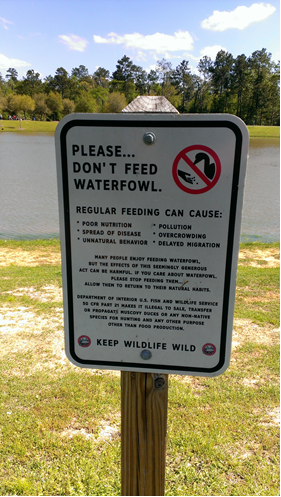 PLEASE...
DON'T FEED
WATERFOWL.
REGULAR FEEDING CAN CAUSE:
* POOR NUTRITION
* SPREAD OF DISEASE
* UNNATURAL BEHAVIOR
* POLLUTION
* OVERCROWDING
* DELAYED MIGRATION
MANY PEOPLE ENJOY FEEDING WATERFOWL,
BUT THE EFFECTS OF THIS SEEMINGLY GENEROUS
ACT CAN BE HARMFUL. IF YOU CARE ABOUT WATERFOWL,
PLEASE STOP FEEDING THEM.
ALLOW THEM TO RETURN TO THEIR NATURAL HABITS.
DEPARTMENT OF INTERIOR U.S. FISH AND WILDLIFE SERVICE
50 CFR PART 21 MAKES IT ILLEGAL TO SALE, TRANSFER
OR PROPABATE MUSCOVY DUCKS OR ANY NON-NATIVE
SPECIES FOR HUNTING AND ANY OTHER PURPOSE
OTHER THAN FOOD PRODUCTION.
KEEP WILDLIFE WILD